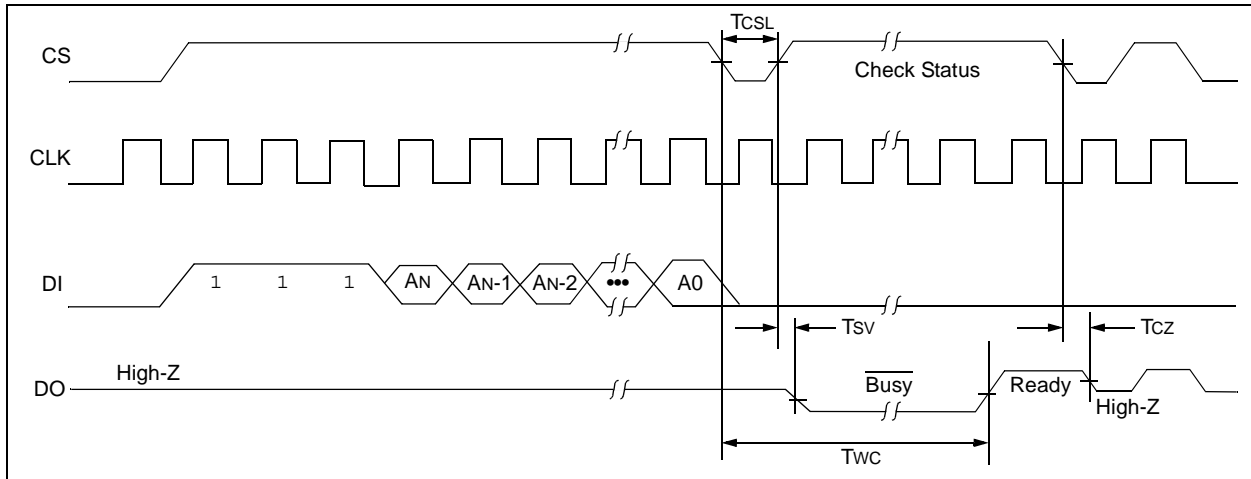 TCSL
CS
Check Status
CLK
DI
1 1 1 AN AN-1 AN-2 ••• A0
TSV
TCZ
High-Z
DO
Busy
Ready
High-Z
TWC